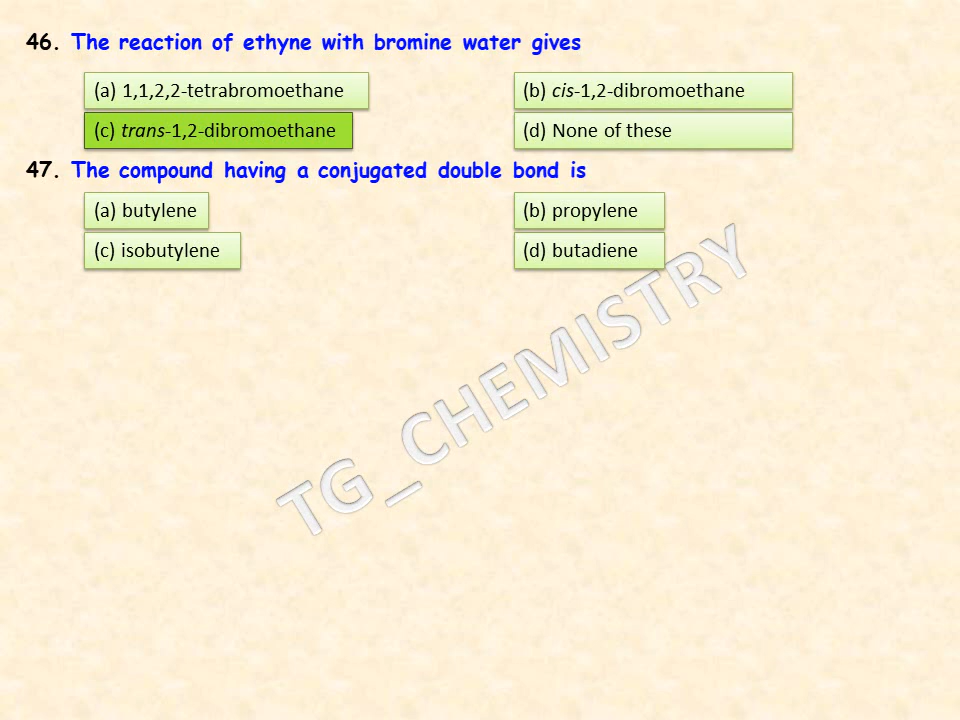 46. The reaction of ethyne with bromine water gives
(a) 1,1,2,2-tetrabromoethane
(b) cis-1,2-dibromoethane
(c) trans-1,2-dibromoethane
(d) None of these
47. The compound having a conjugated double bond is
(a) butylene
(b) propylene
(c) isobutylene
(d) butadiene
TG_CHEMISTRY